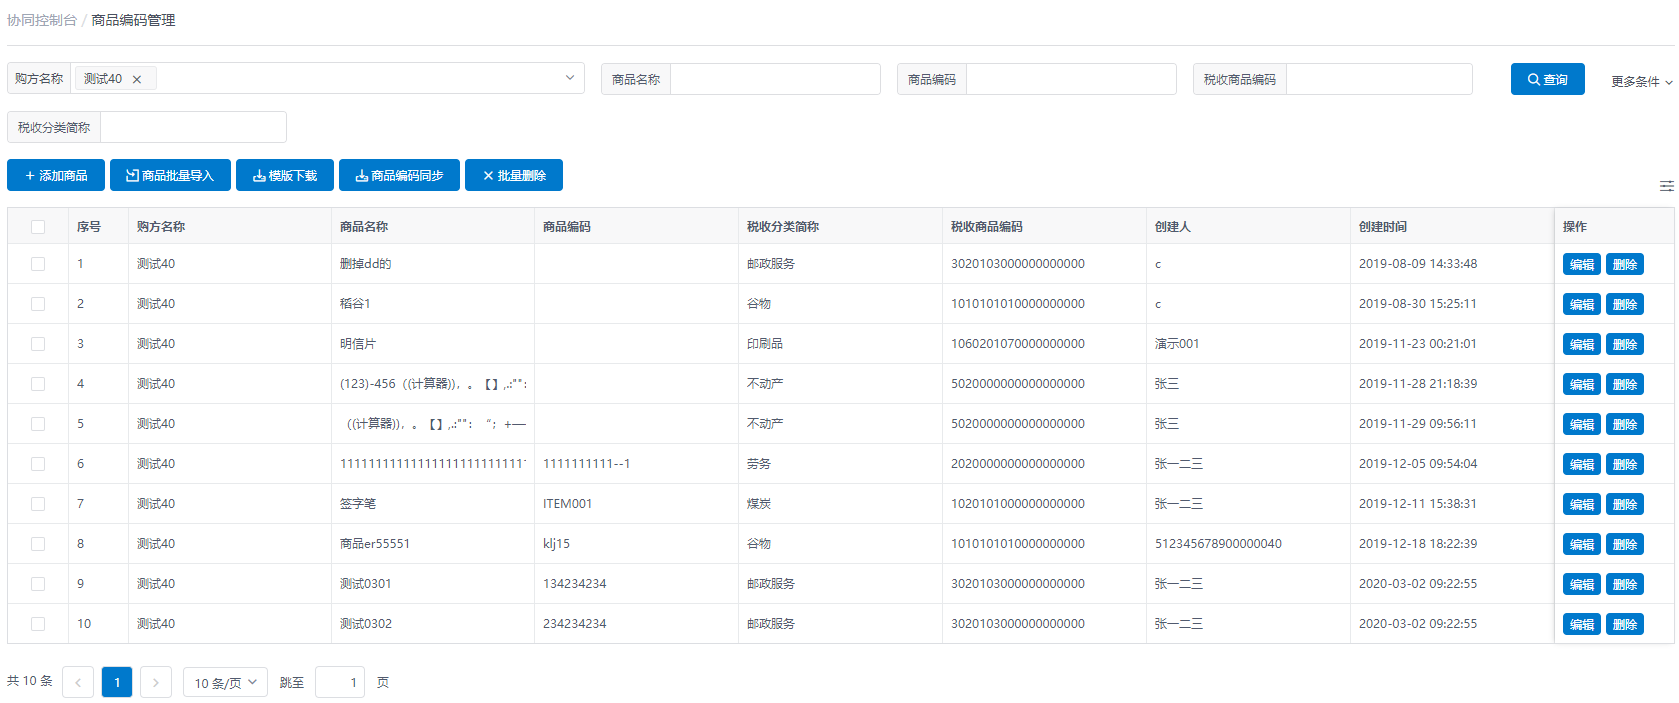 协同控制台 / 商品编码管理
购方名称 测试40 × 商品名称 商品编码 税收商品编码 查询 更多条件
税收分类简称
+ 添加商品 商品批量导入 模版下载 商品编码同步 × 批量删除
序号 购方名称 商品名称 商品编码 税收分类简称 税收商品编码 创建人 创建时间 操作
1 测试40 删掉dd的 邮政服务 3020103000000000000 c 2019-08-09 14:33:48 编辑 删除
2 测试40 稻谷1 谷物 1010101010000000000 c 2019-08-30 15:25:11 编辑 删除
3 测试40 明信片 印刷品 1060201070000000000 演示001 2019-11-23 00:21:01 编辑 删除
4 测试40 (123)-456（(计算器)），。【】,.:"": 不动产 5020000000000000000 张三 2019-11-28 21:18:39 编辑 删除
5 测试40 （(计算器)），。【】,.:""：“；+—– 不动产 5020000000000000000 张三 2019-11-29 09:56:11 编辑 删除
6 测试40 11111111111111111111111111 1111111111--1 劳务 2020000000000000000 张一二三 2019-12-05 09:54:04 编辑 删除
7 测试40 签字笔 ITEM001 煤炭 1020101000000000000 张一二三 2019-12-11 15:38:31 编辑 删除
8 测试40 商品er55551 klj15 谷物 1010101010000000000 512345678900000040 2019-12-18 18:22:39 编辑 删除
9 测试40 测试0301 134234234 邮政服务 3020103000000000000 张一二三 2020-03-02 09:22:55 编辑 删除
10 测试40 测试0302 234234234 邮政服务 3020103000000000000 张一二三 2020-03-02 09:22:55 编辑 删除
共 10 条 < 1 > 10 条/页 跳至 1 页